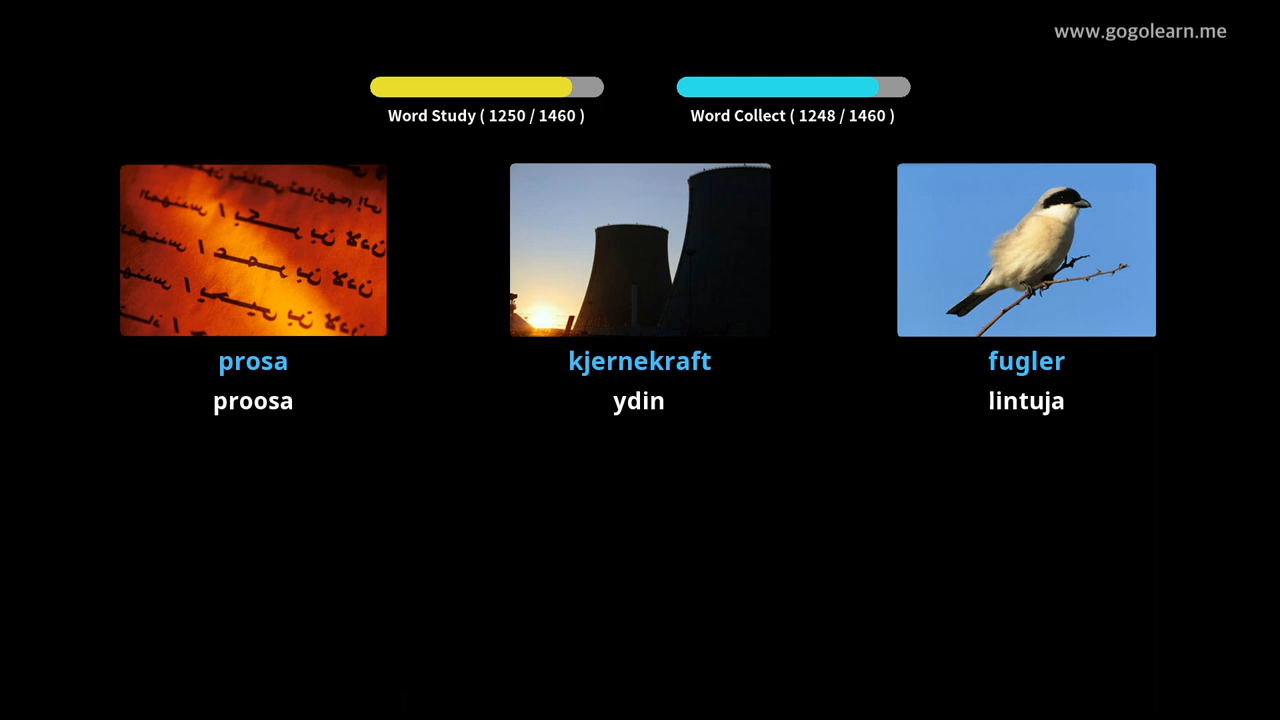 www.gogolearn.me
Word Study ( 1250 / 1460 )
Word Collect ( 1248 / 1460 )
prosa
kjernekraft
fugler
proosa
ydin
lintuja